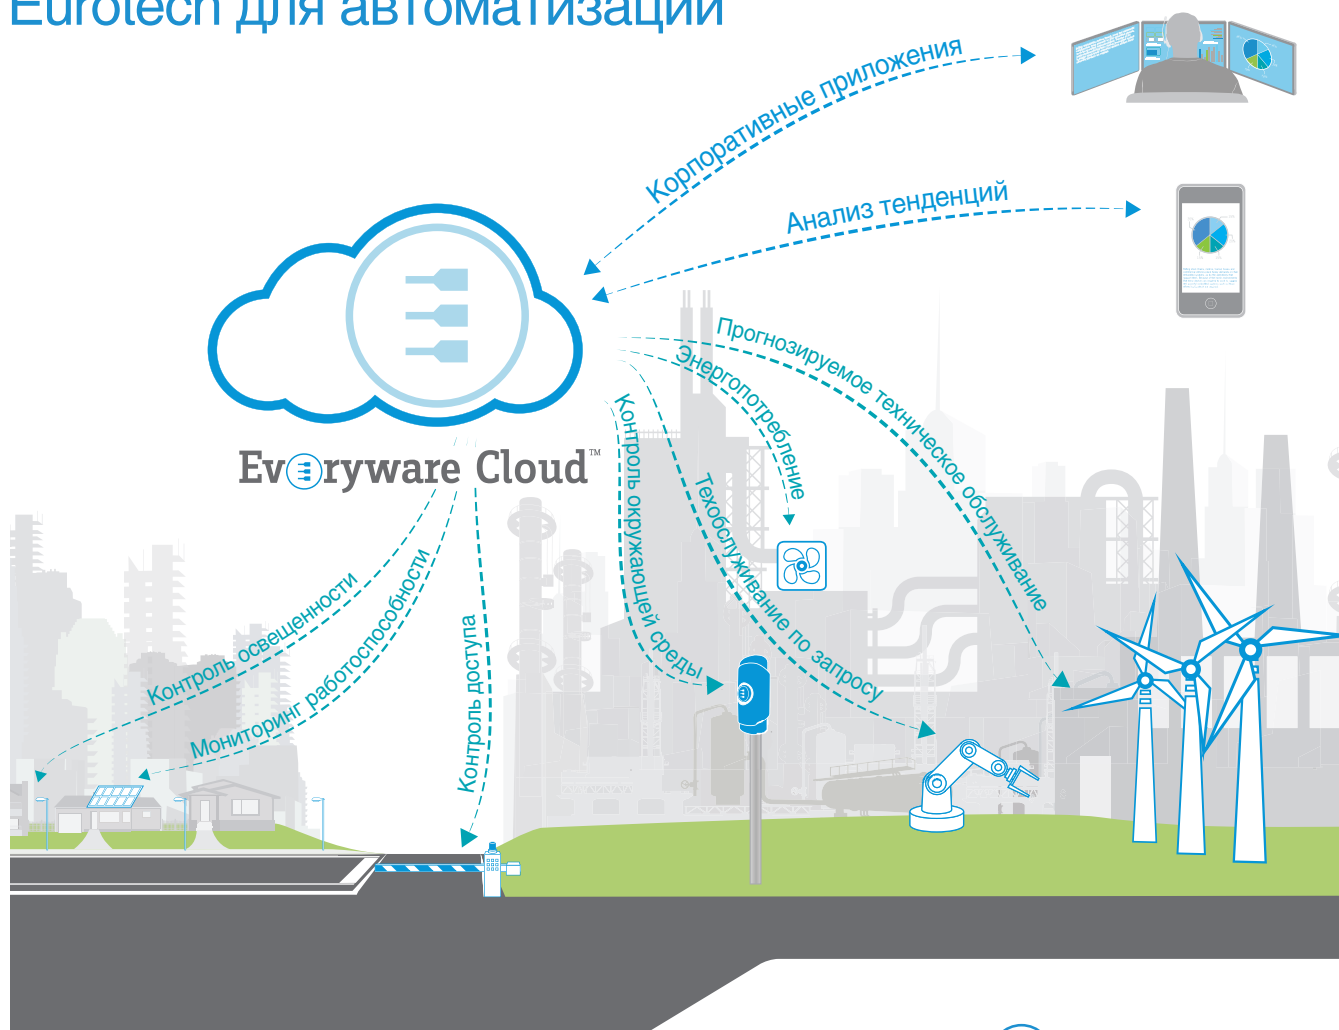 Eurotech для автоматизации
Корпоративные приложения
Анализ тенденций
Прогнозируемое техническое обслуживание
Энергопотребление
Контроль окружающей среды
Техобслуживание по запросу
Everyware Cloud™
Контроль освещенности
Мониторинг работоспособности
Контроль доступа